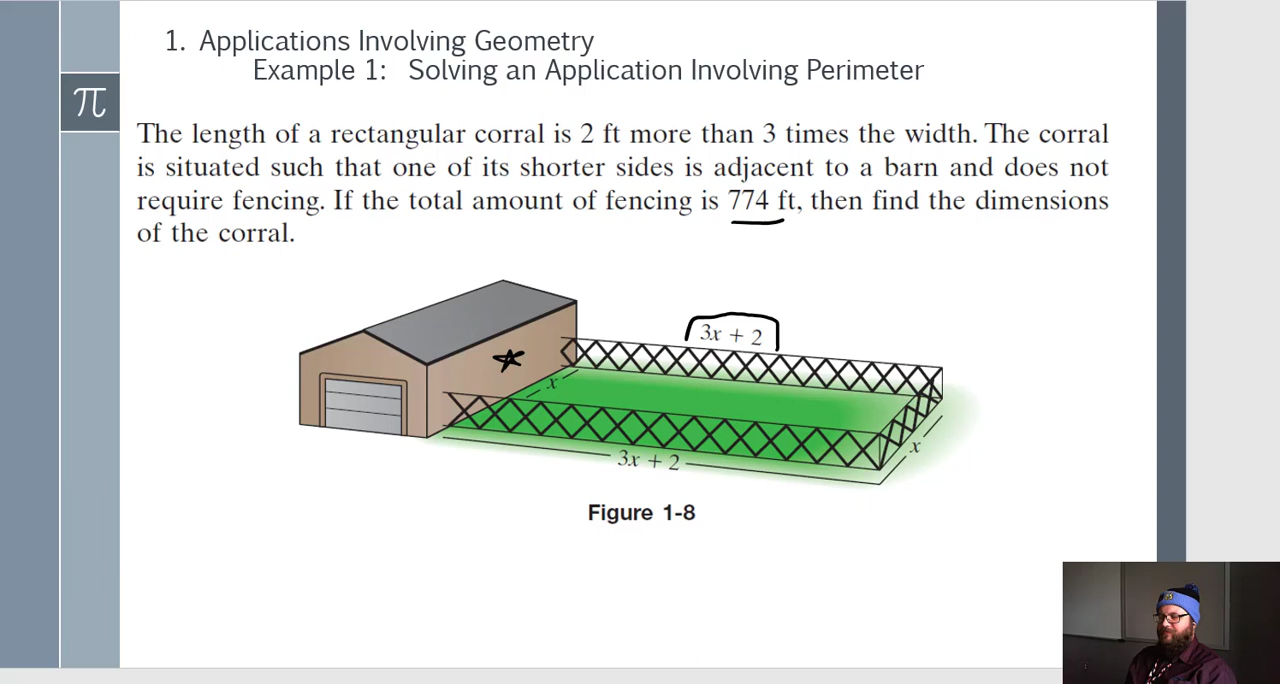 1. Applications Involving Geometry
Example 1: Solving an Application Involving Perimeter
π
The length of a rectangular corral is 2 ft more than 3 times the width. The corral
is situated such that one of its shorter sides is adjacent to a barn and does not
require fencing. If the total amount of fencing is 774 ft, then find the dimensions
of the corral.
3x + 2
x
x
3x + 2
Figure 1-8